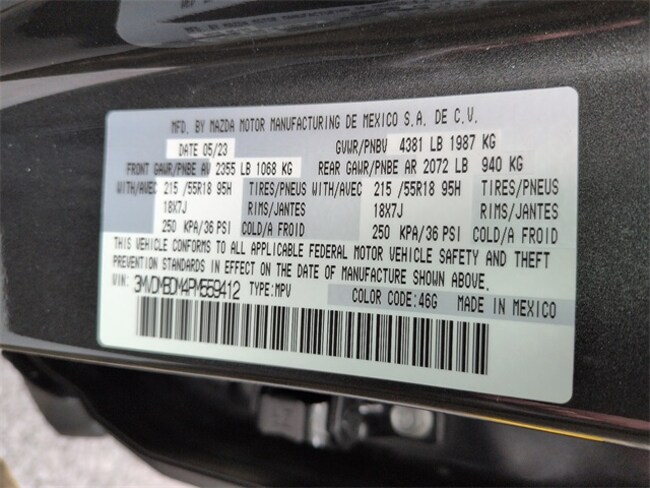 MFD. BY MAZDA MOTOR MANUFACTURING DE MEXICO S.A. DE C.V.
DATE 05/23 GVWR/PNBV 4381 LB 1987 KG
FRONT GAWR/PNBE AV 2355 LB 1068 KG REAR GAWR/PNBE AR 2072 LB 940 KG
WITH/AVEC 215 /55R18 95H TIRES/PNEUS WITH/AVEC 215 /55R18 95H TIRES/PNEUS
18X7J RIMS/JANTES 18X7J RIMS/JANTES
250 KPA/36 PSI COLD/A FROID 250 KPA/36 PSI COLD/A FROID
THIS VEHICLE CONFORMS TO ALL APPLICABLE FEDERAL MOTOR VEHICLE SAFETY AND THEFT
PREVENTION STANDARDS IN EFFECT ON THE DATE OF MANUFACTURE SHOWN ABOVE.
VIN: 3MVDMBDM4PM559412 TYPE:MPV COLOR CODE:46G MADE IN MEXICO